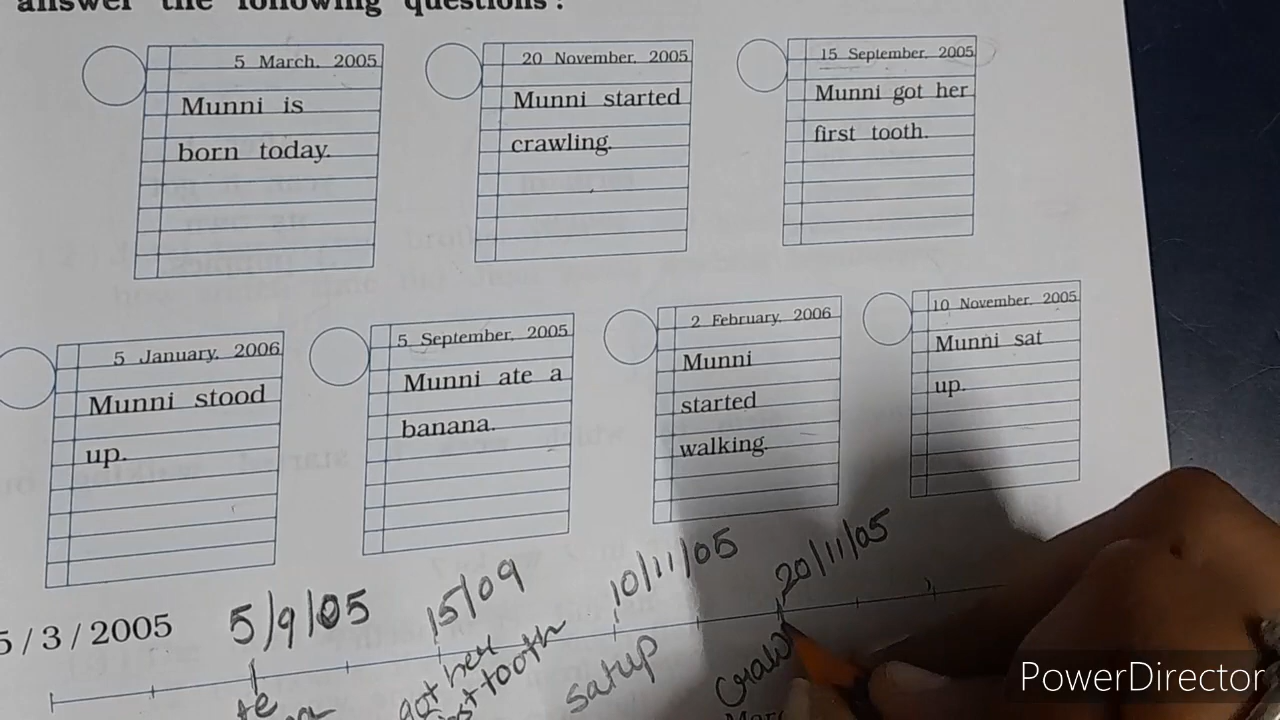 answer the following questions?
5 March, 2005
Munni is
born today.
20 November, 2005
Munni started
crawling.
15 September, 2005
Munni got her
first tooth.
5 January, 2006
Munni stood
up.
5 September, 2005
Munni ate a
banana.
2 February, 2006
Munni
started
walking.
10 November, 2005
Munni sat
up.
5/3/2005
5/9/05
15/09
10/11/05
20/11/05
got her
tooth
satup
PowerDirector